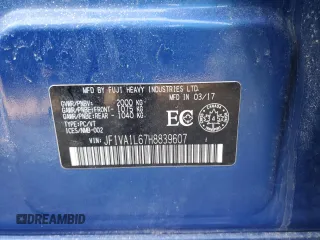 MFD BY FUJI HEAVY INDUSTRIES LTD.
MFD IN 03/17
GVWR/PNBV: 2000 KG
GAWR/PNBE:FRONT- 1075 KG
GAWR/PNBE:REAR - 1040 KG
TYPE:PC/VT
ICES/NMB-002
EC
VIN: JF1VA1L67H8839607
DREAMBID